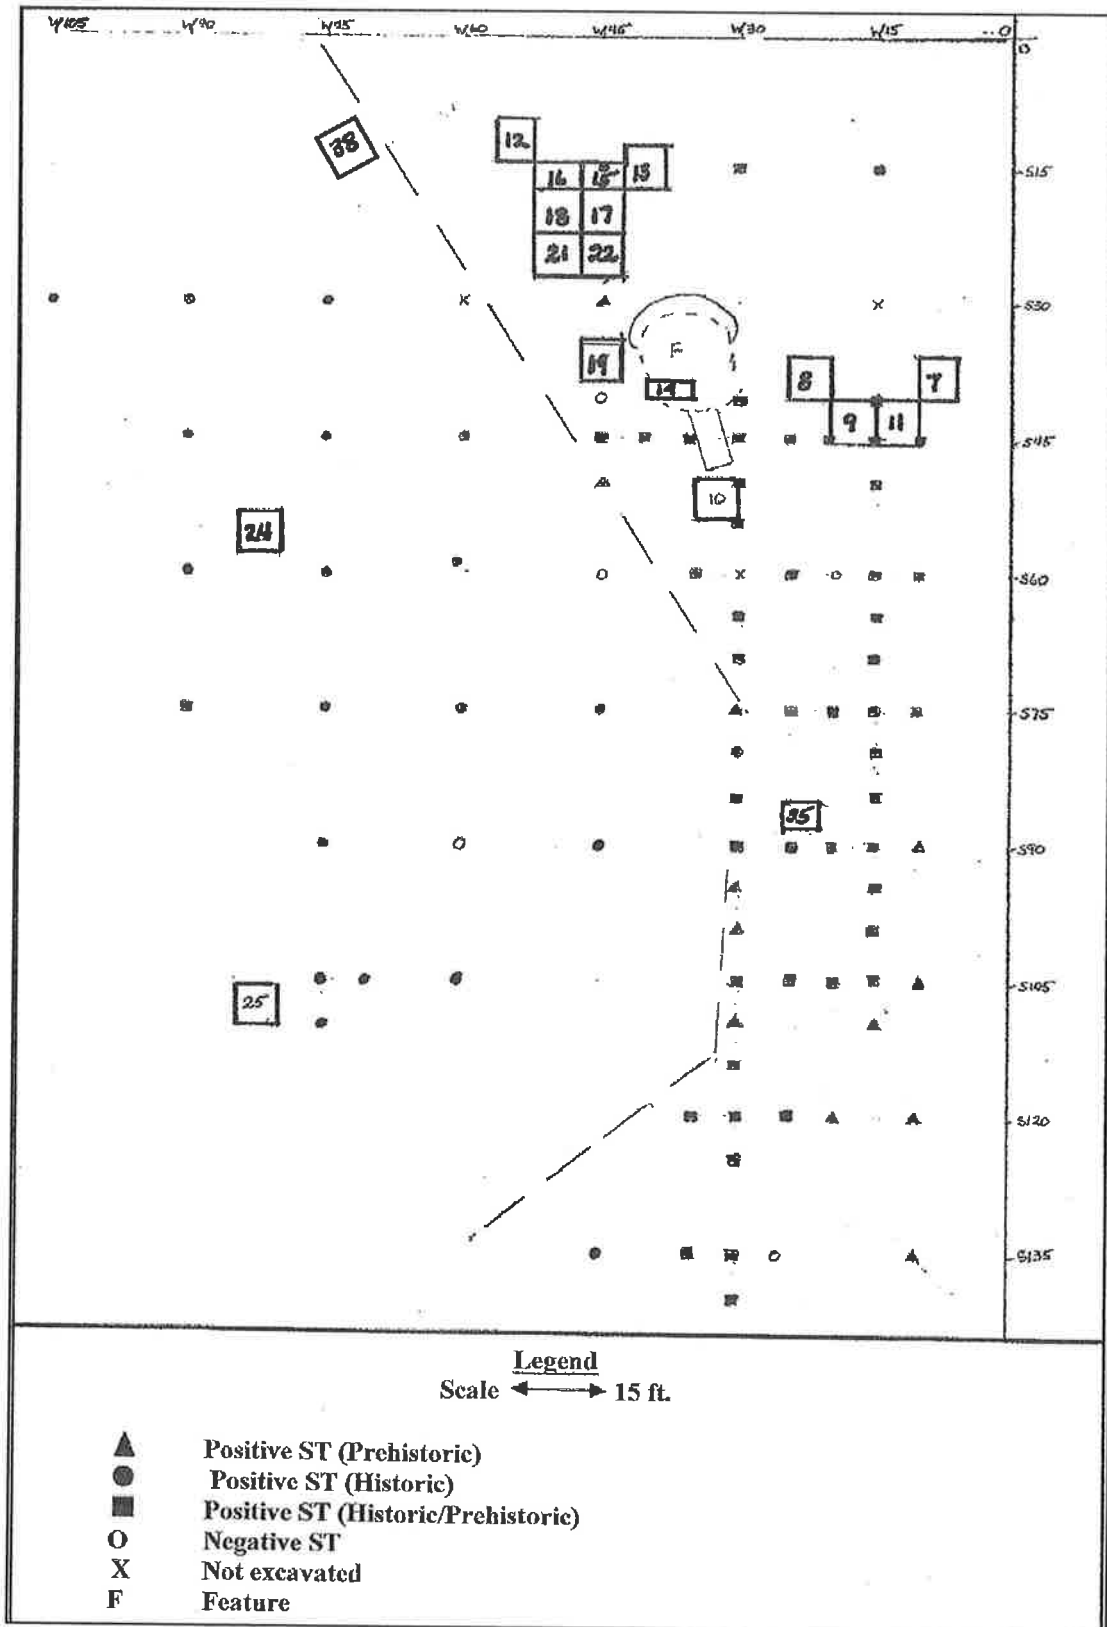 W105 W90 W75 W60 W45 W30 W15 0
0
38
12
16 15 13
S15
18 17
21 22
X X
S30
F
19
14
8 7
9 11
S45
10
24
X
S60
S75
35
S90
25
S105
S120
S135
Legend
Scale 15 ft.
Positive ST (Prehistoric)
Positive ST (Historic)
Positive ST (Historic/Prehistoric)
O Negative ST
X Not excavated
F Feature